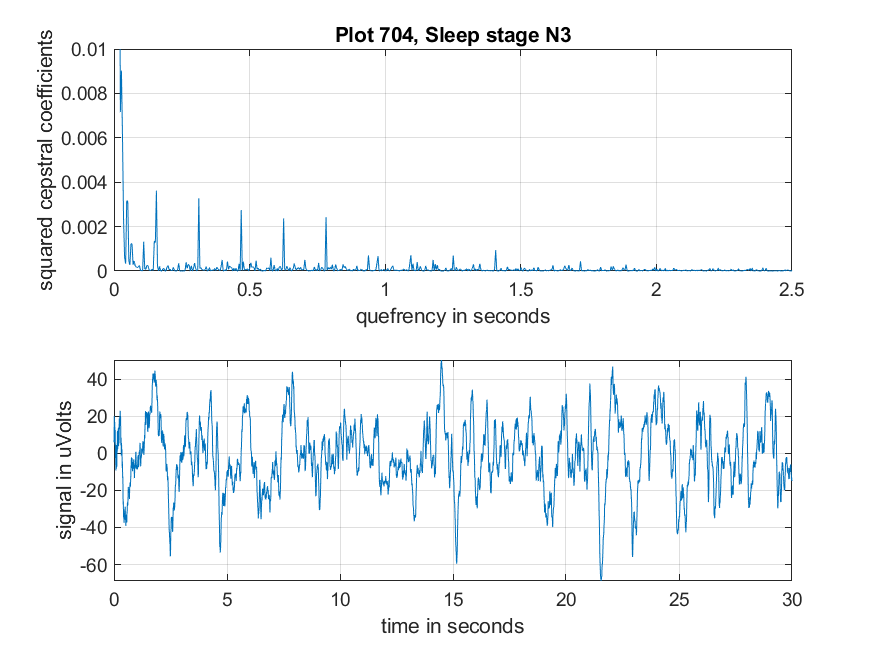 Plot 704, Sleep stage N3
squared cepstral coefficients
0.01
0.008
0.006
0.004
0.002
0
0 0.5 1 1.5 2 2.5
quefrency in seconds
signal in uVolts
40
20
0
-20
-40
-60
0 5 10 15 20 25 30
time in seconds